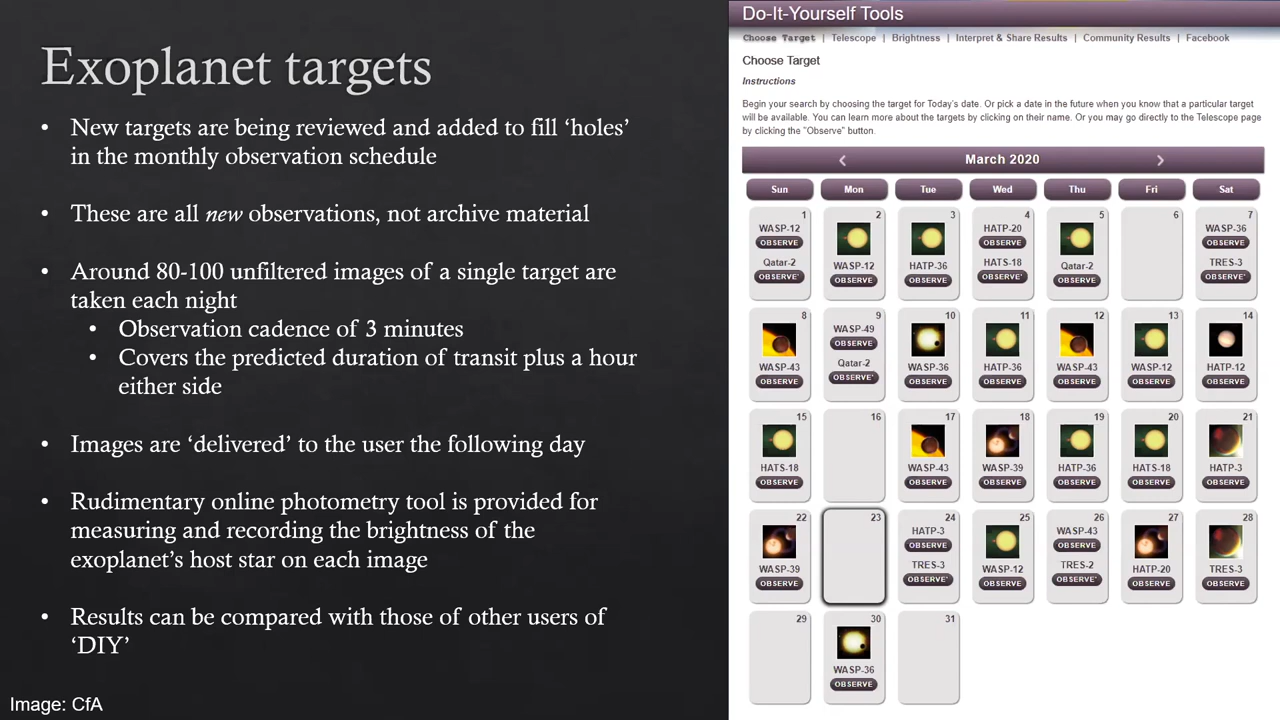 Exoplanet targets
• New targets are being reviewed and added to fill ‘holes’
in the monthly observation schedule
• These are all new observations, not archive material
• Around 80-100 unfiltered images of a single target are
taken each night
• Observation cadence of 3 minutes
• Covers the predicted duration of transit plus a hour
either side
• Images are ‘delivered’ to the user the following day
• Rudimentary online photometry tool is provided for
measuring and recording the brightness of the
exoplanet’s host star on each image
• Results can be compared with those of other users of
‘DIY’
Image: CfA
Do-It-Yourself Tools
Choose Target | Telescope | Brightness | Interpret & Share Results | Community Results | Facebook
Choose Target
Instructions
Begin your search by choosing the target for Today's date. Or pick a date in the future when you know that a particular target
will be available. You can learn more about the targets by clicking on their name. Or you may go directly to the Telescope page
by clicking the "Observe" button.
< March 2020 >
Sun Mon Tue Wed Thu Fri Sat
1
WASP-12
OBSERVE
Qatar-2
OBSERVE*
2
WASP-12
OBSERVE
3
HATP-36
OBSERVE
4
HATP-20
OBSERVE
HATS-18
OBSERVE*
5
Qatar-2
OBSERVE
6
7
WASP-36
OBSERVE
TRES-3
OBSERVE*
8
WASP-43
OBSERVE
9
WASP-49
OBSERVE
Qatar-2
OBSERVE*
10
WASP-36
OBSERVE
11
HATP-36
OBSERVE
12
WASP-43
OBSERVE
13
WASP-12
OBSERVE
14
HATP-12
OBSERVE
15
HATS-18
OBSERVE
16
17
WASP-43
OBSERVE
18
WASP-39
OBSERVE
19
HATP-36
OBSERVE
20
HATS-18
OBSERVE
21
HATP-3
OBSERVE
22
WASP-39
OBSERVE
23
24
HATP-3
OBSERVE
TRES-3
OBSERVE*
25
WASP-12
OBSERVE
26
WASP-43
OBSERVE
TRES-2
OBSERVE*
27
HATP-20
OBSERVE
28
TRES-3
OBSERVE
29
30
WASP-36
OBSERVE
31